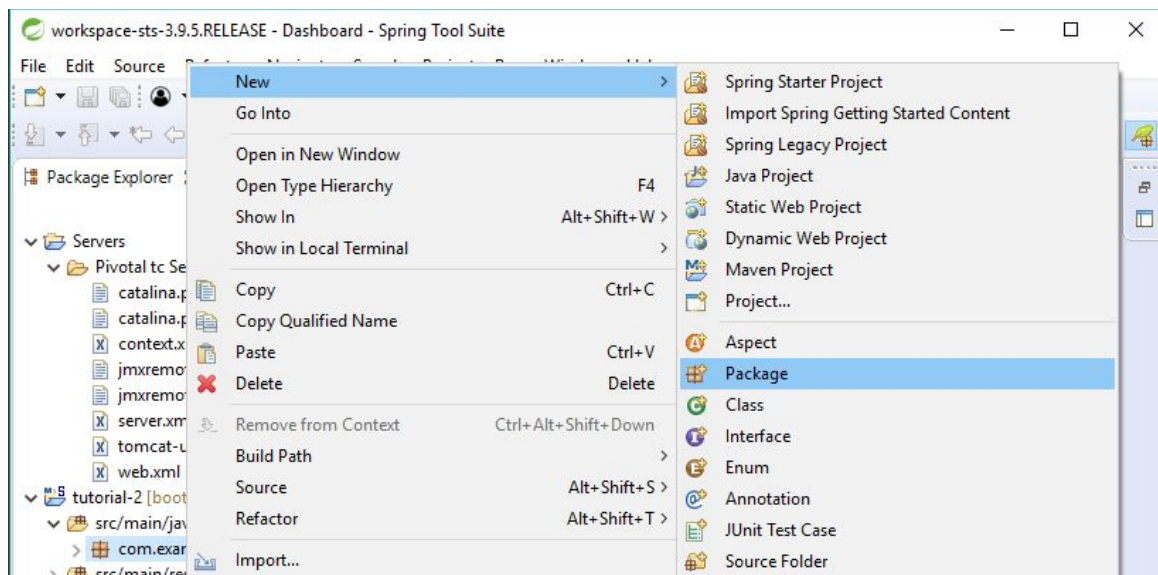 workspace-sts-3.9.5.RELEASE - Dashboard - Spring Tool Suite
File Edit Source
Package Explorer
Servers
Pivotal tc Se
catalina.p
catalina.p
context.x
jmxremo
jmxremo
server.xm
tomcat-u
web.xml
tutorial-2 [boot
src/main/jav
com.exar
src/main/re
New
Go Into
Open in New Window
Open Type Hierarchy F4
Show In Alt+Shift+W >
Show in Local Terminal
Copy Ctrl+C
Copy Qualified Name
Paste Ctrl+V
Delete Delete
Remove from Context Ctrl+Alt+Shift+Down
Build Path
Source Alt+Shift+S >
Refactor Alt+Shift+T >
Import...
Spring Starter Project
Import Spring Getting Started Content
Spring Legacy Project
Java Project
Static Web Project
Dynamic Web Project
Maven Project
Project...
Aspect
Package
Class
Interface
Enum
Annotation
JUnit Test Case
Source Folder